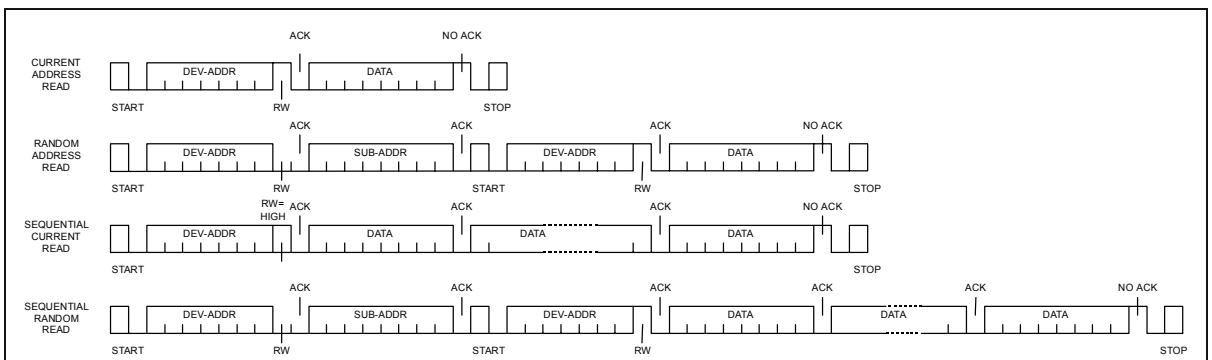 ACK NO ACK
CURRENT
ADDRESS
READ
DEV-ADDR DATA
START RW STOP
ACK ACK ACK NO ACK
RANDOM
ADDRESS
READ
DEV-ADDR SUB-ADDR DEV-ADDR DATA
START RW START RW STOP
RW=
HIGH
ACK ACK ACK NO ACK
SEQUENTIAL
CURRENT
READ
DEV-ADDR DATA DATA DATA
START STOP
ACK ACK ACK ACK ACK NO ACK
SEQUENTIAL
RANDOM
READ
DEV-ADDR SUB-ADDR DEV-ADDR DATA DATA DATA
START RW START RW STOP